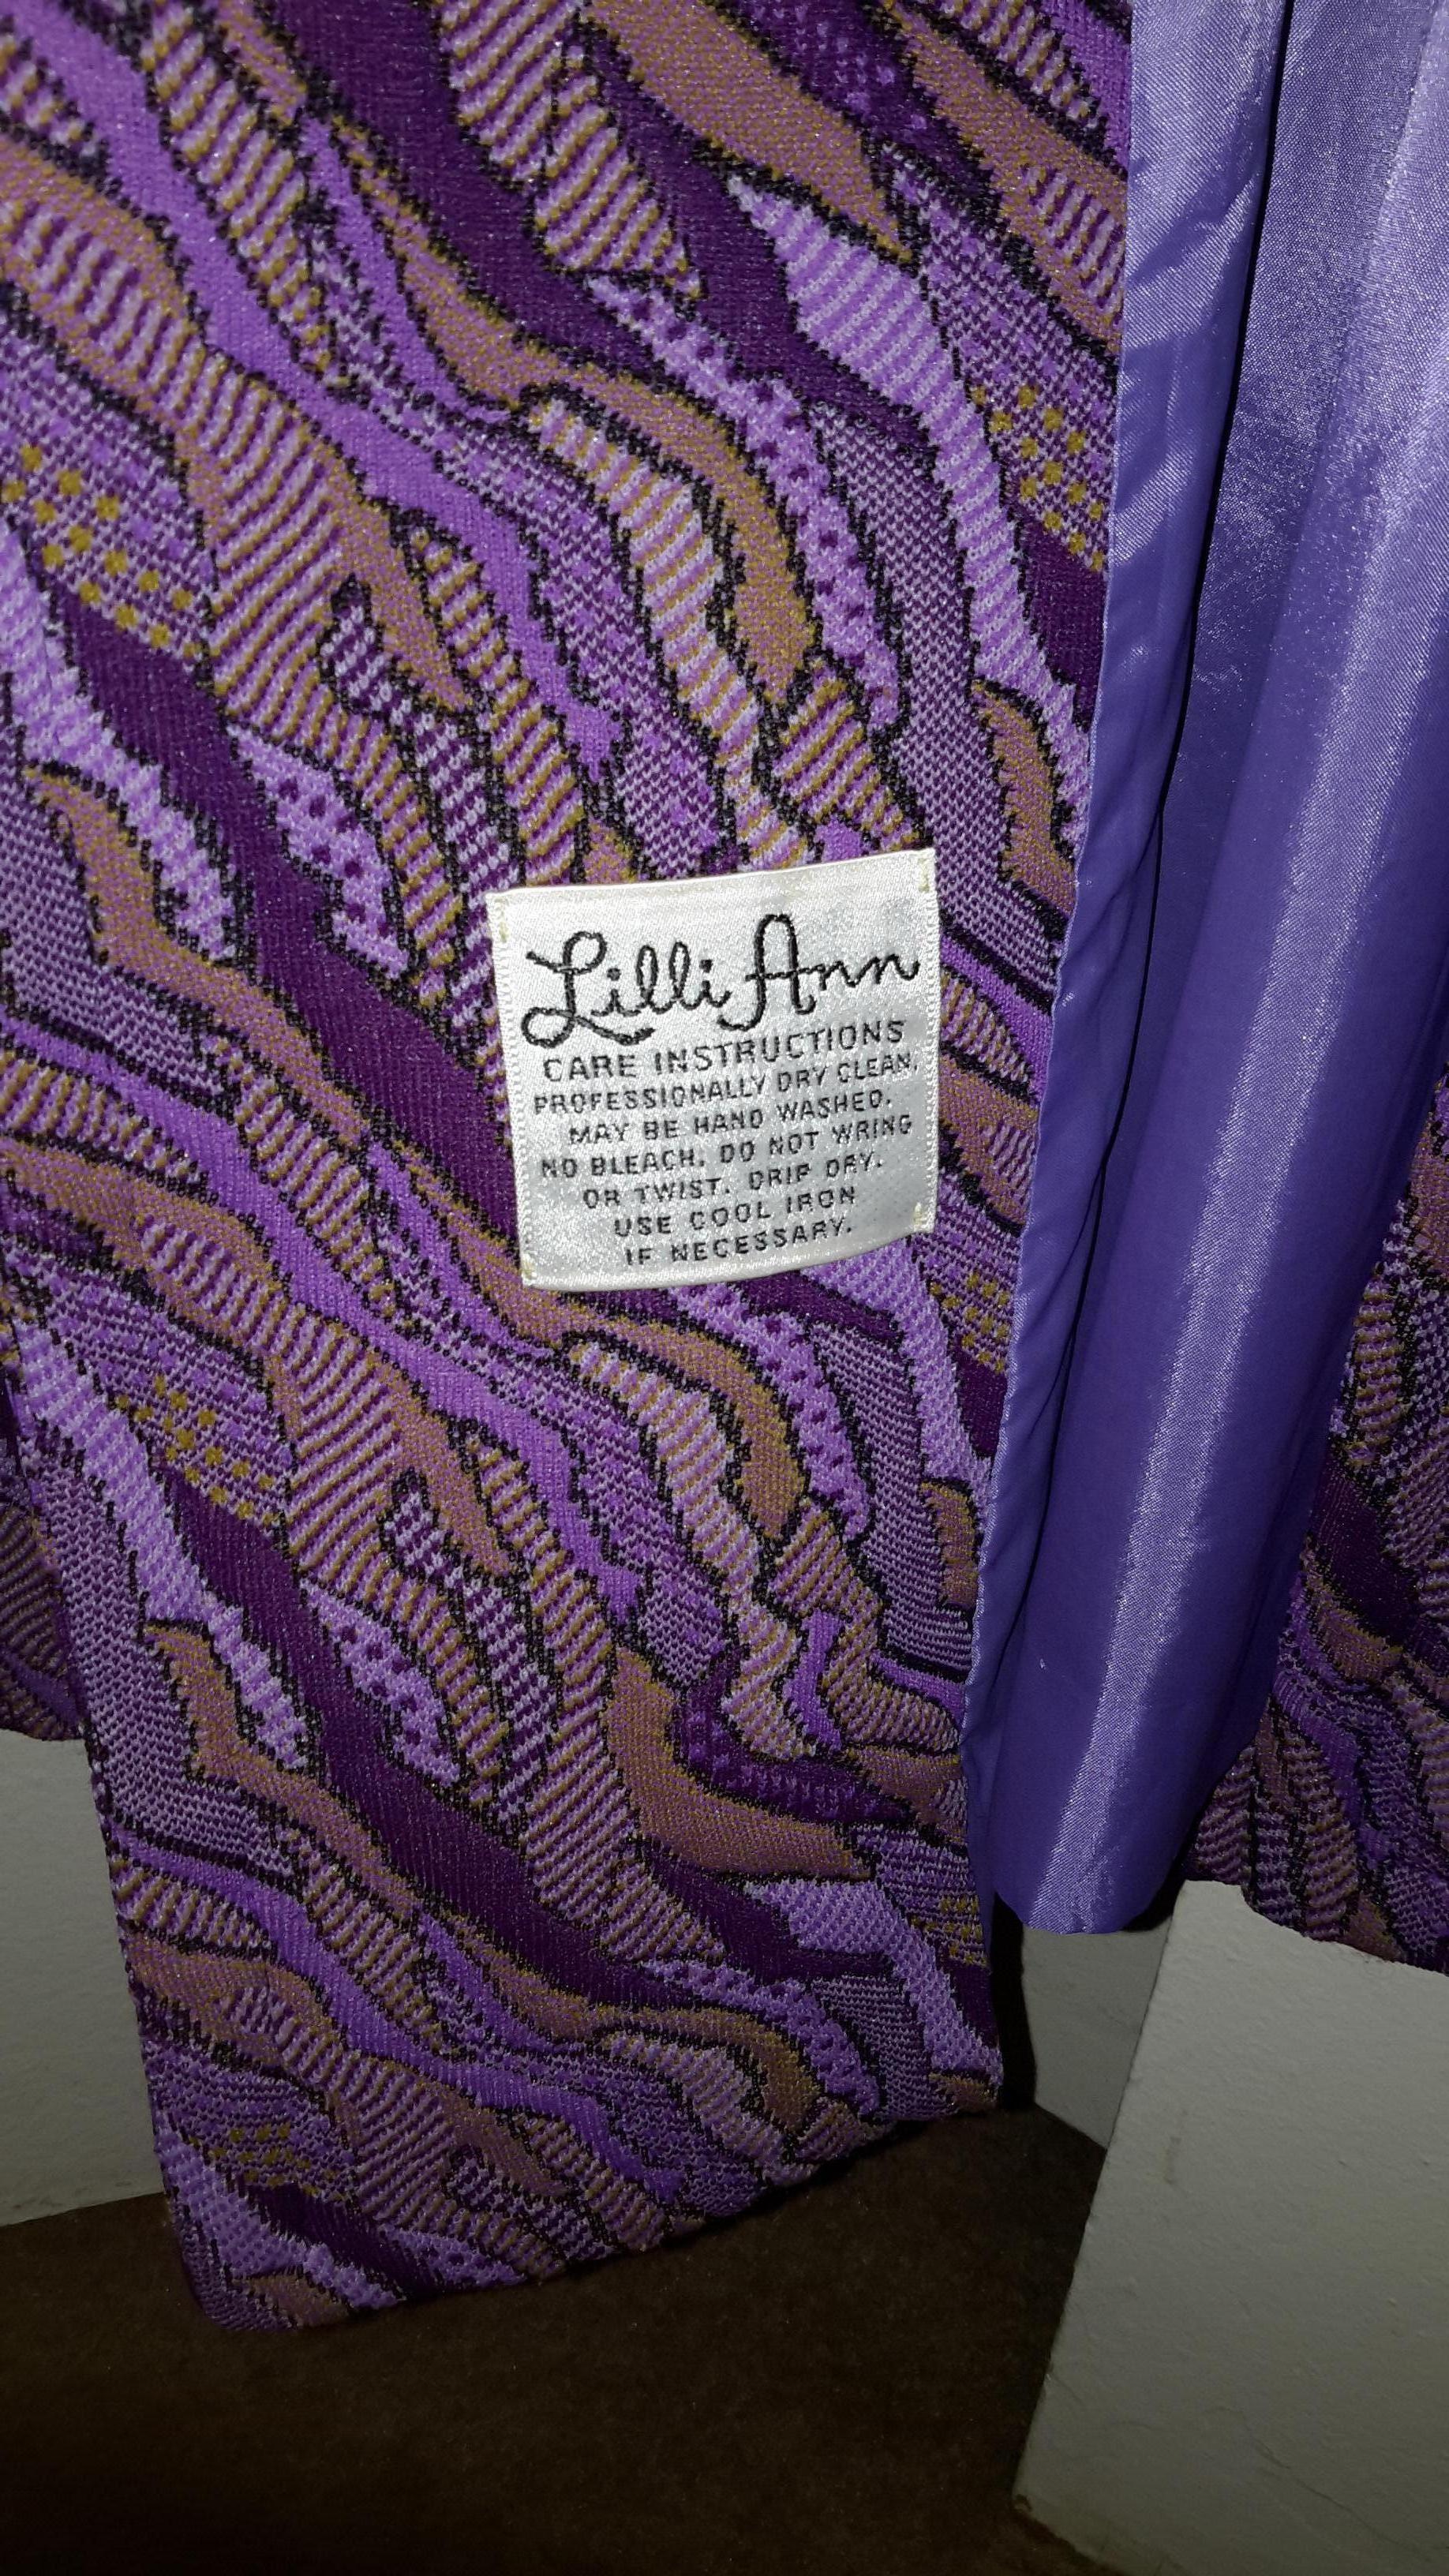 Lilli Ann
CARE INSTRUCTIONS
PROFESSIONALLY DRY CLEAN.
MAY BE HAND WASHED.
NO BLEACH. DO NOT WRING
OR TWIST. DRIP DRY.
USE COOL IRON
IF NECESSARY.